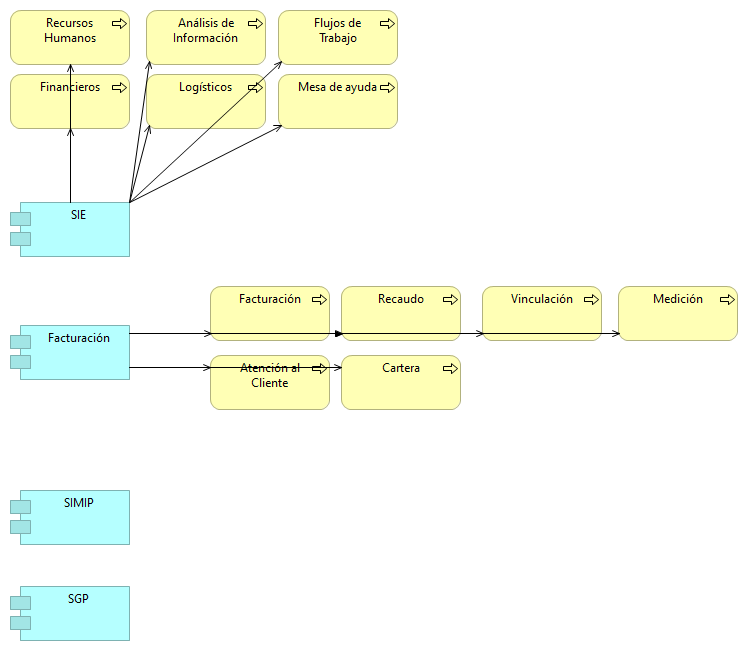 Recursos
Humanos
Análisis de
Información
Flujos de
Trabajo
Financieros
Logísticos
Mesa de ayuda
SIE
Facturación
Recaudo
Vinculación
Medición
Facturación
Atención al
Cliente
Cartera
SIMIP
SGP